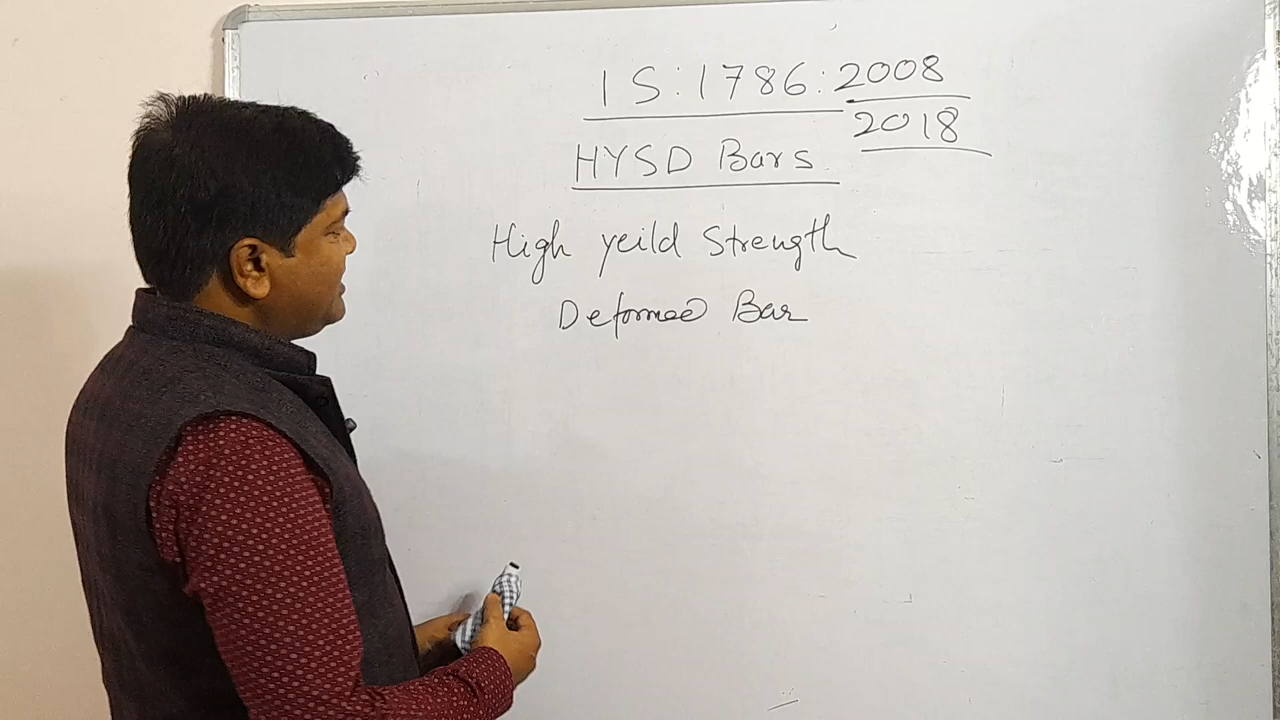 IS:1786:2008
2018
HYSD Bars
High yeild Strength
Deformed Bar